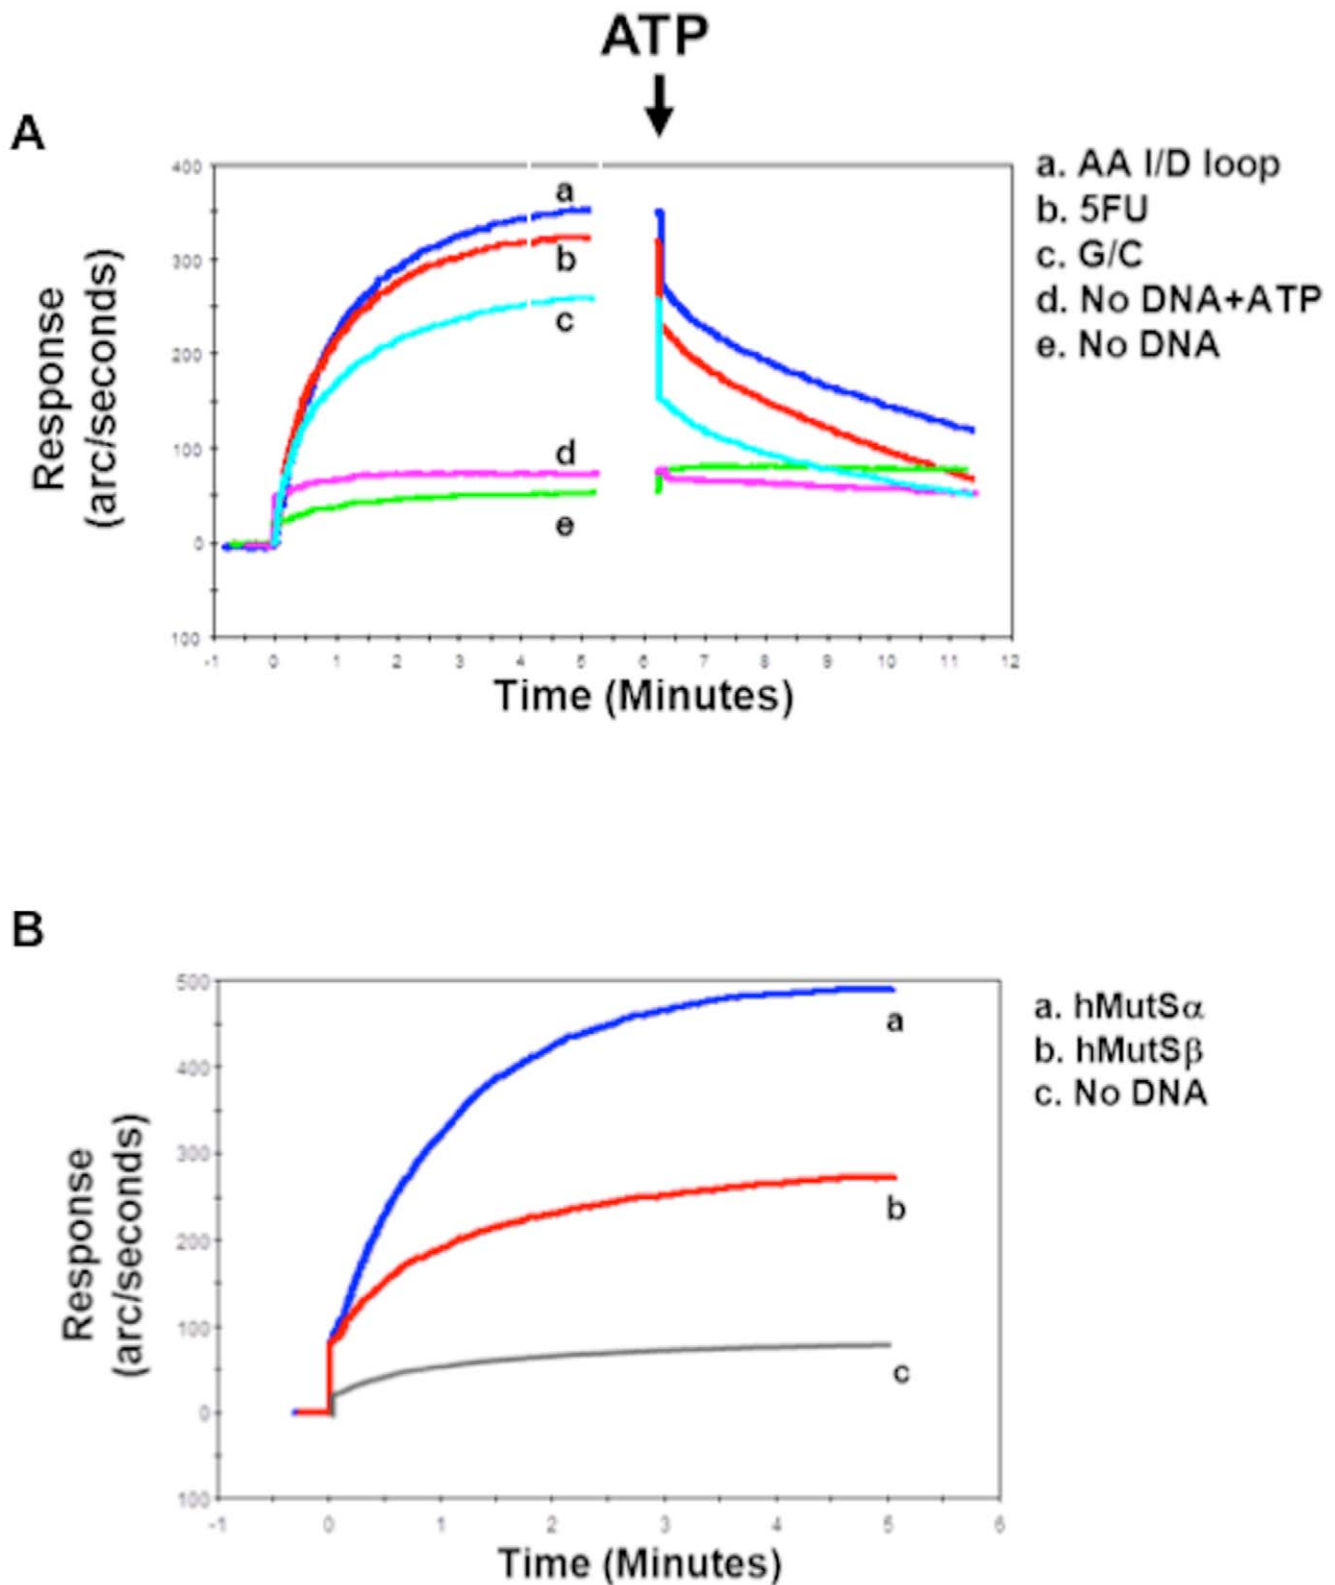 ATP
A
a. AA I/D loop
b. 5FU
c. G/C
d. No DNA+ATP
e. No DNA
Response
(arc/seconds)
400
300
200
100
0
100
a
b
c
d
e
-1 0 1 2 3 4 5 6 7 8 9 10 11 12
Time (Minutes)
B
a. hMutSα
b. hMutSβ
c. No DNA
Response
(arc/seconds)
500
400
300
200
100
0
100
a
b
c
-1 0 1 2 3 4 5 6
Time (Minutes)